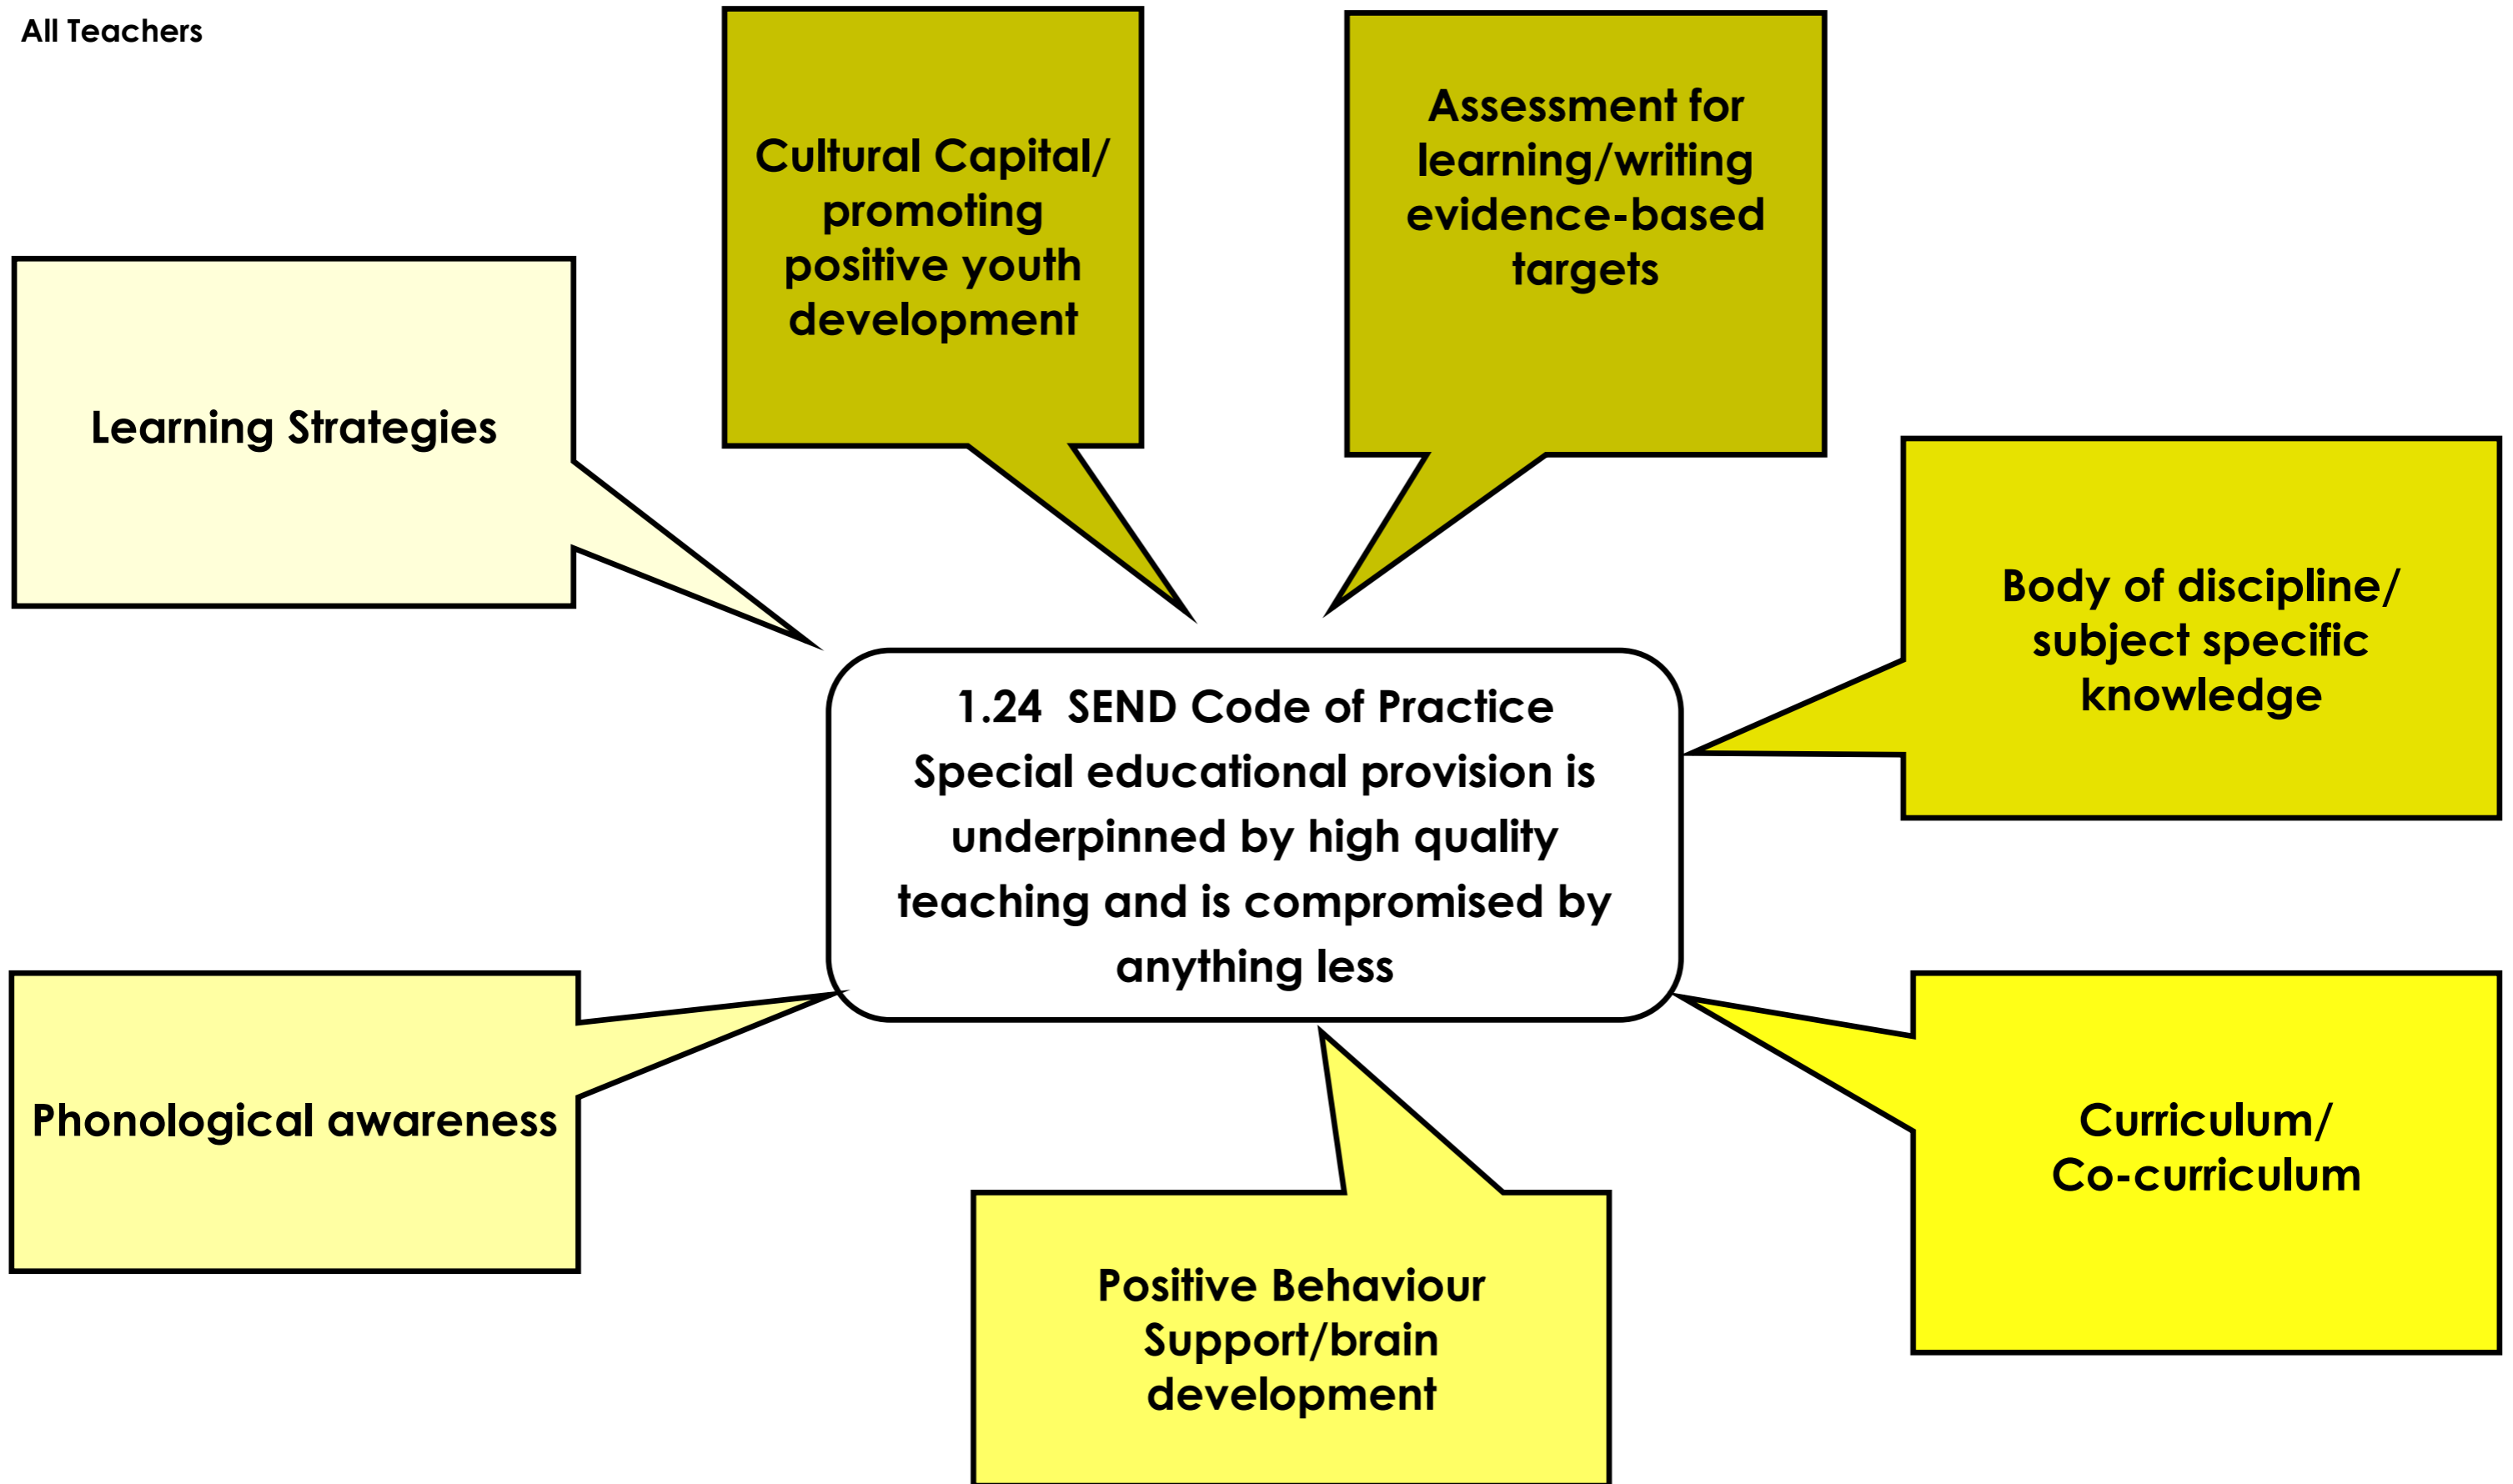 All Teachers
Cultural Capital/
promoting
positive youth
development
Assessment for
learning/writing
evidence-based
targets
Learning Strategies
Body of discipline/
subject specific
knowledge
1.24  SEND Code of Practice
Special educational provision is
underpinned by high quality
teaching and is compromised by
anything less
Phonological awareness
Curriculum/
Co-curriculum
Positive Behaviour
Support/brain
development